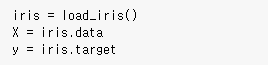 iris = load_iris()
X = iris.data
y = iris.target